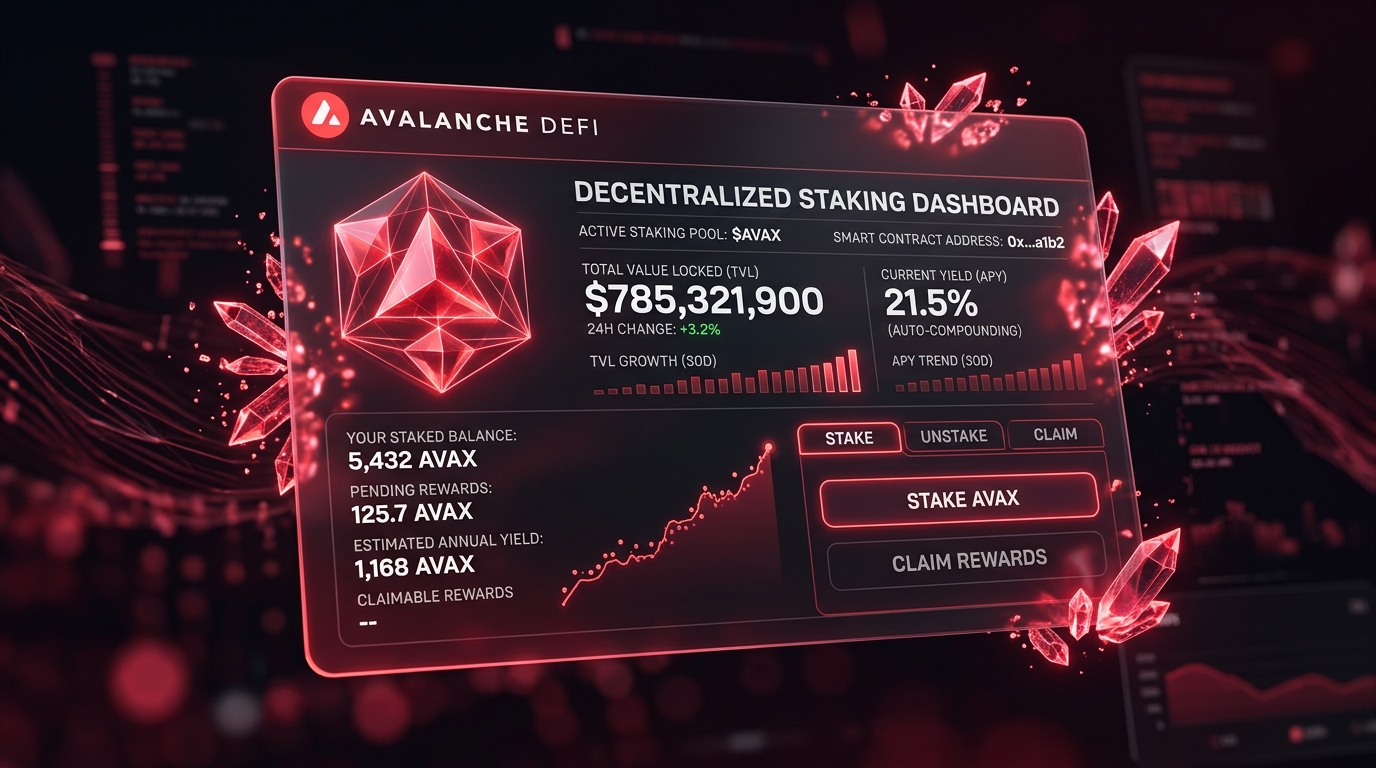 AVALANCHE DEFI
DECENTRALIZED STAKING DASHBOARD
ACTIVE STAKING POOL: $AVAX
SMART CONTRACT ADDRESS: 0x...a1b2
TOTAL VALUE LOCKED (TVL)
$785,321,900
24H CHANGE: +3.2%
TVL GROWTH (SOD)
CURRENT YIELD (APY)
21.5%
(AUTO-COMPOUNDING)
APY TREND (SOD)
YOUR STAKED BALANCE:
5,432 AVAX
PENDING REWARDS:
125.7 AVAX
ESTIMATED ANNUAL YIELD:
1,168 AVAX
CLAIMABLE REWARDS
--
STAKE
UNSTAKE
CLAIM
STAKE AVAX
CLAIM REWARDS